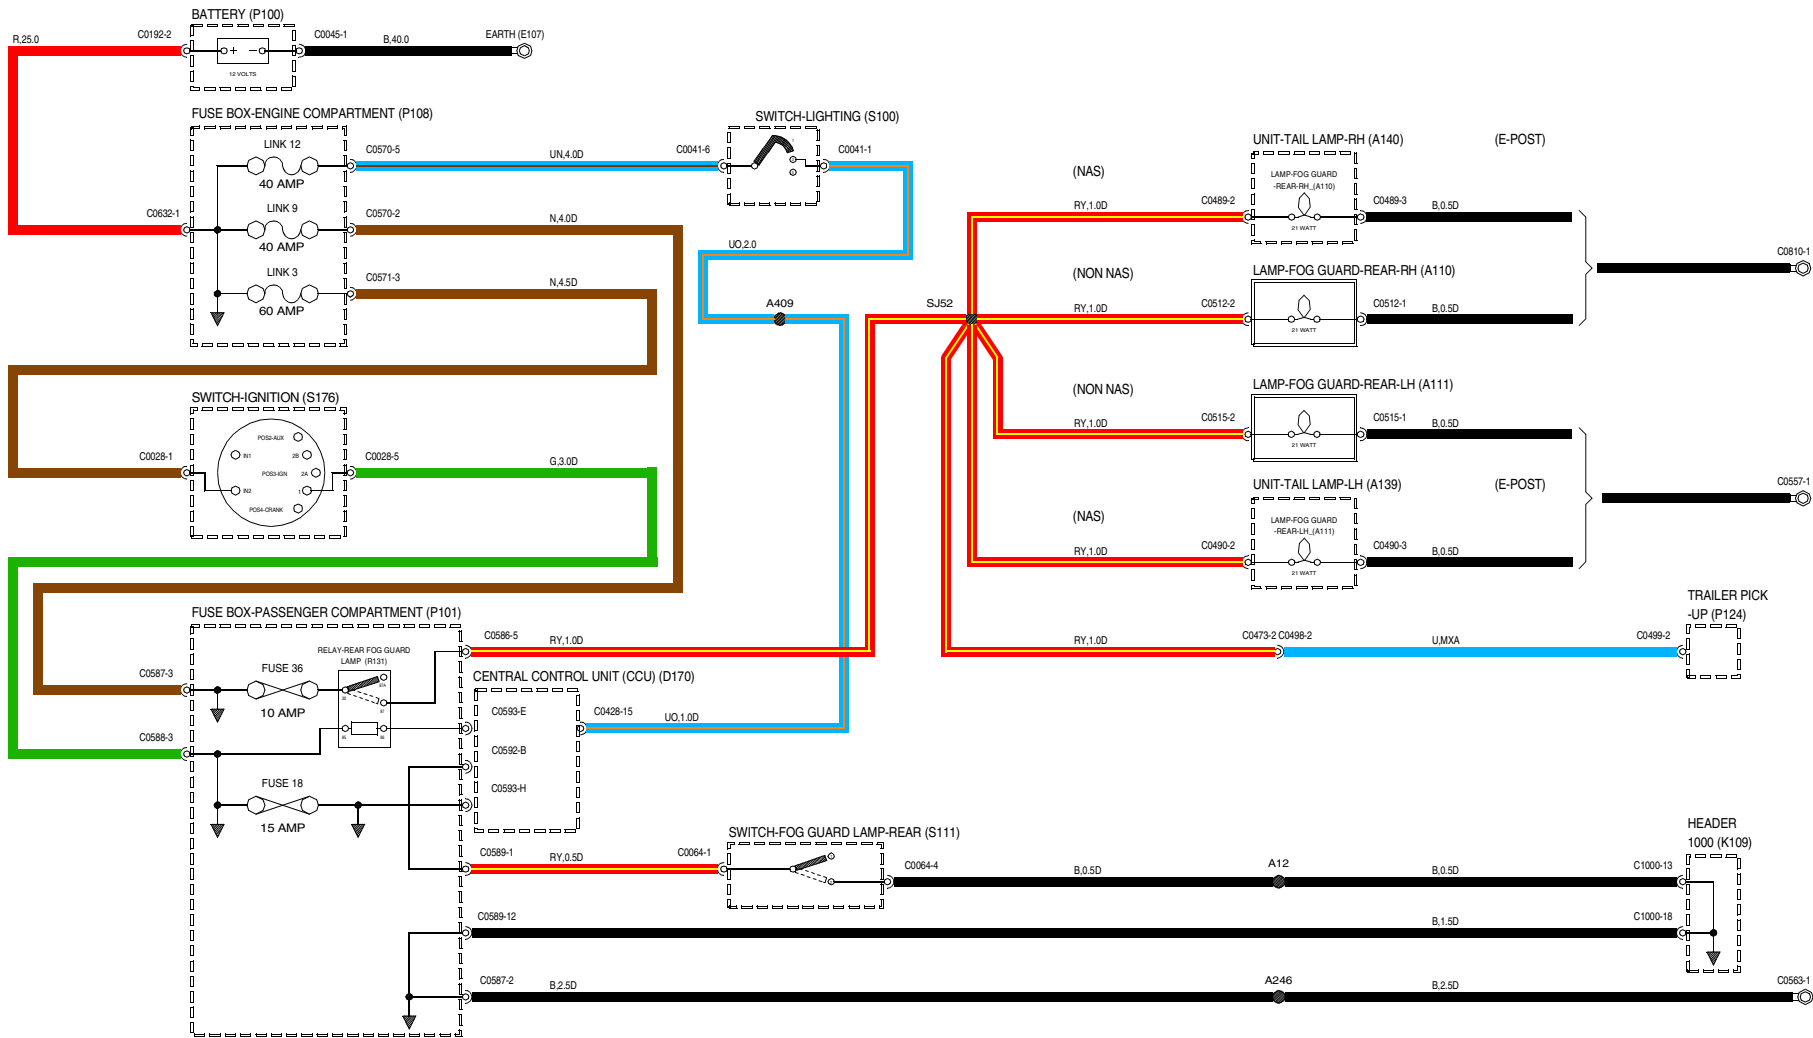 BATTERY (P100)
R,25.0
C0192-2
C0045-1
B,40.0
EARTH (E107)
+ −
12 VOLTS
FUSE BOX-ENGINE COMPARTMENT (P108)
LINK 12
40 AMP
C0570-5
UN,4.0D
C0041-6
SWITCH-LIGHTING (S100)
C0041-1
C0632-1
LINK 9
40 AMP
C0570-2
N,4.0D
LINK 3
60 AMP
C0571-3
N,4.5D
UO,2.0
A409
SJ52
UNIT-TAIL LAMP-RH (A140)
(E-POST)
(NAS)
LAMP-FOG GUARD
-REAR-RH_(A110)
RY,1.0D
C0489-2
21 WATT
C0489-3
B,0.5D
C0810-1
(NON NAS)
LAMP-FOG GUARD-REAR-RH (A110)
RY,1.0D
C0512-2
21 WATT
C0512-1
B,0.5D
(NON NAS)
LAMP-FOG GUARD-REAR-LH (A111)
RY,1.0D
C0515-2
21 WATT
C0515-1
B,0.5D
UNIT-TAIL LAMP-LH (A139)
(E-POST)
C0557-1
(NAS)
LAMP-FOG GUARD
-REAR-LH_(A111)
RY,1.0D
C0490-2
21 WATT
C0490-3
B,0.5D
SWITCH-IGNITION (S176)
POS2-AUX
IN1
2B
C0028-1
POS3-IGN
2A
C0028-5
G,3.0D
IN2
1
POS4-CRANK
TRAILER PICK
-UP (P124)
RY,1.0D
C0473-2 C0498-2
U,MXA
C0499-2
FUSE BOX-PASSENGER COMPARTMENT (P101)
C0586-5
RY,1.0D
RELAY-REAR FOG GUARD
LAMP (R131)
C0587-3
FUSE 36
10 AMP
30
87A
87
85
86
CENTRAL CONTROL UNIT (CCU) (D170)
C0593-E
C0428-15
UO,1.0D
C0588-3
C0592-B
FUSE 18
15 AMP
C0593-H
SWITCH-FOG GUARD LAMP-REAR (S111)
C0589-1
RY,0.5D
C0064-1
C0064-4
B,0.5D
A12
B,0.5D
C1000-13
HEADER
1000 (K109)
C0589-12
B,1.5D
C1000-18
C0587-2
B,2.5D
A246
B,2.5D
C0563-1